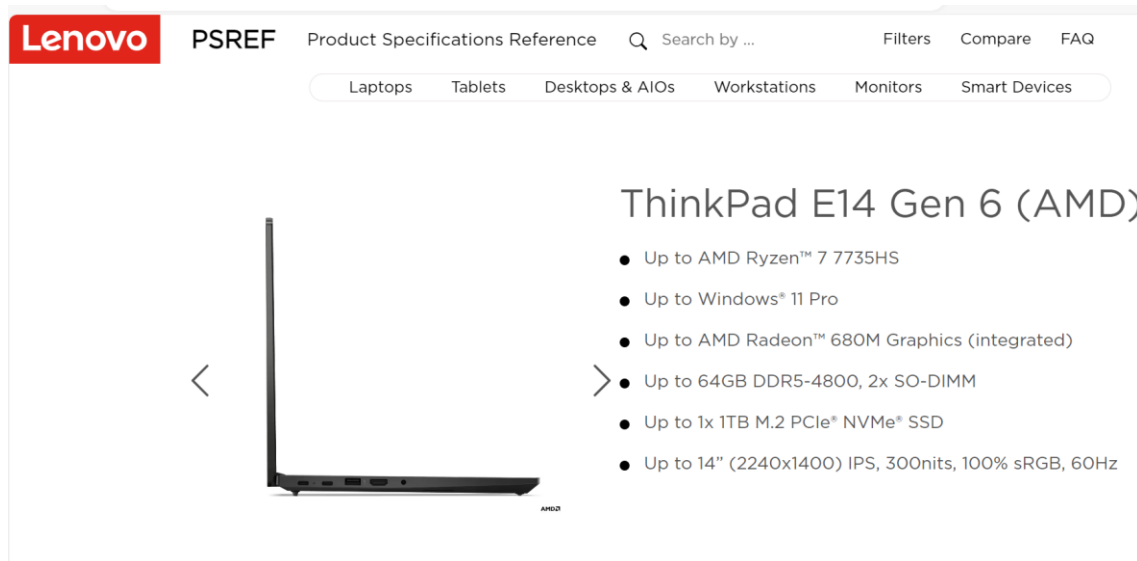 Lenovo PSREF Product Specifications Reference Search by ... Filters Compare FAQ
Laptops Tablets Desktops & AIOs Workstations Monitors Smart Devices
ThinkPad E14 Gen 6 (AMD)
Up to AMD Ryzen™ 7 7735HS
Up to Windows® 11 Pro
Up to AMD Radeon™ 680M Graphics (integrated)
Up to 64GB DDR5-4800, 2x SO-DIMM
Up to 1x 1TB M.2 PCIe® NVMe® SSD
Up to 14” (2240x1400) IPS, 300nits, 100% sRGB, 60Hz
AMD